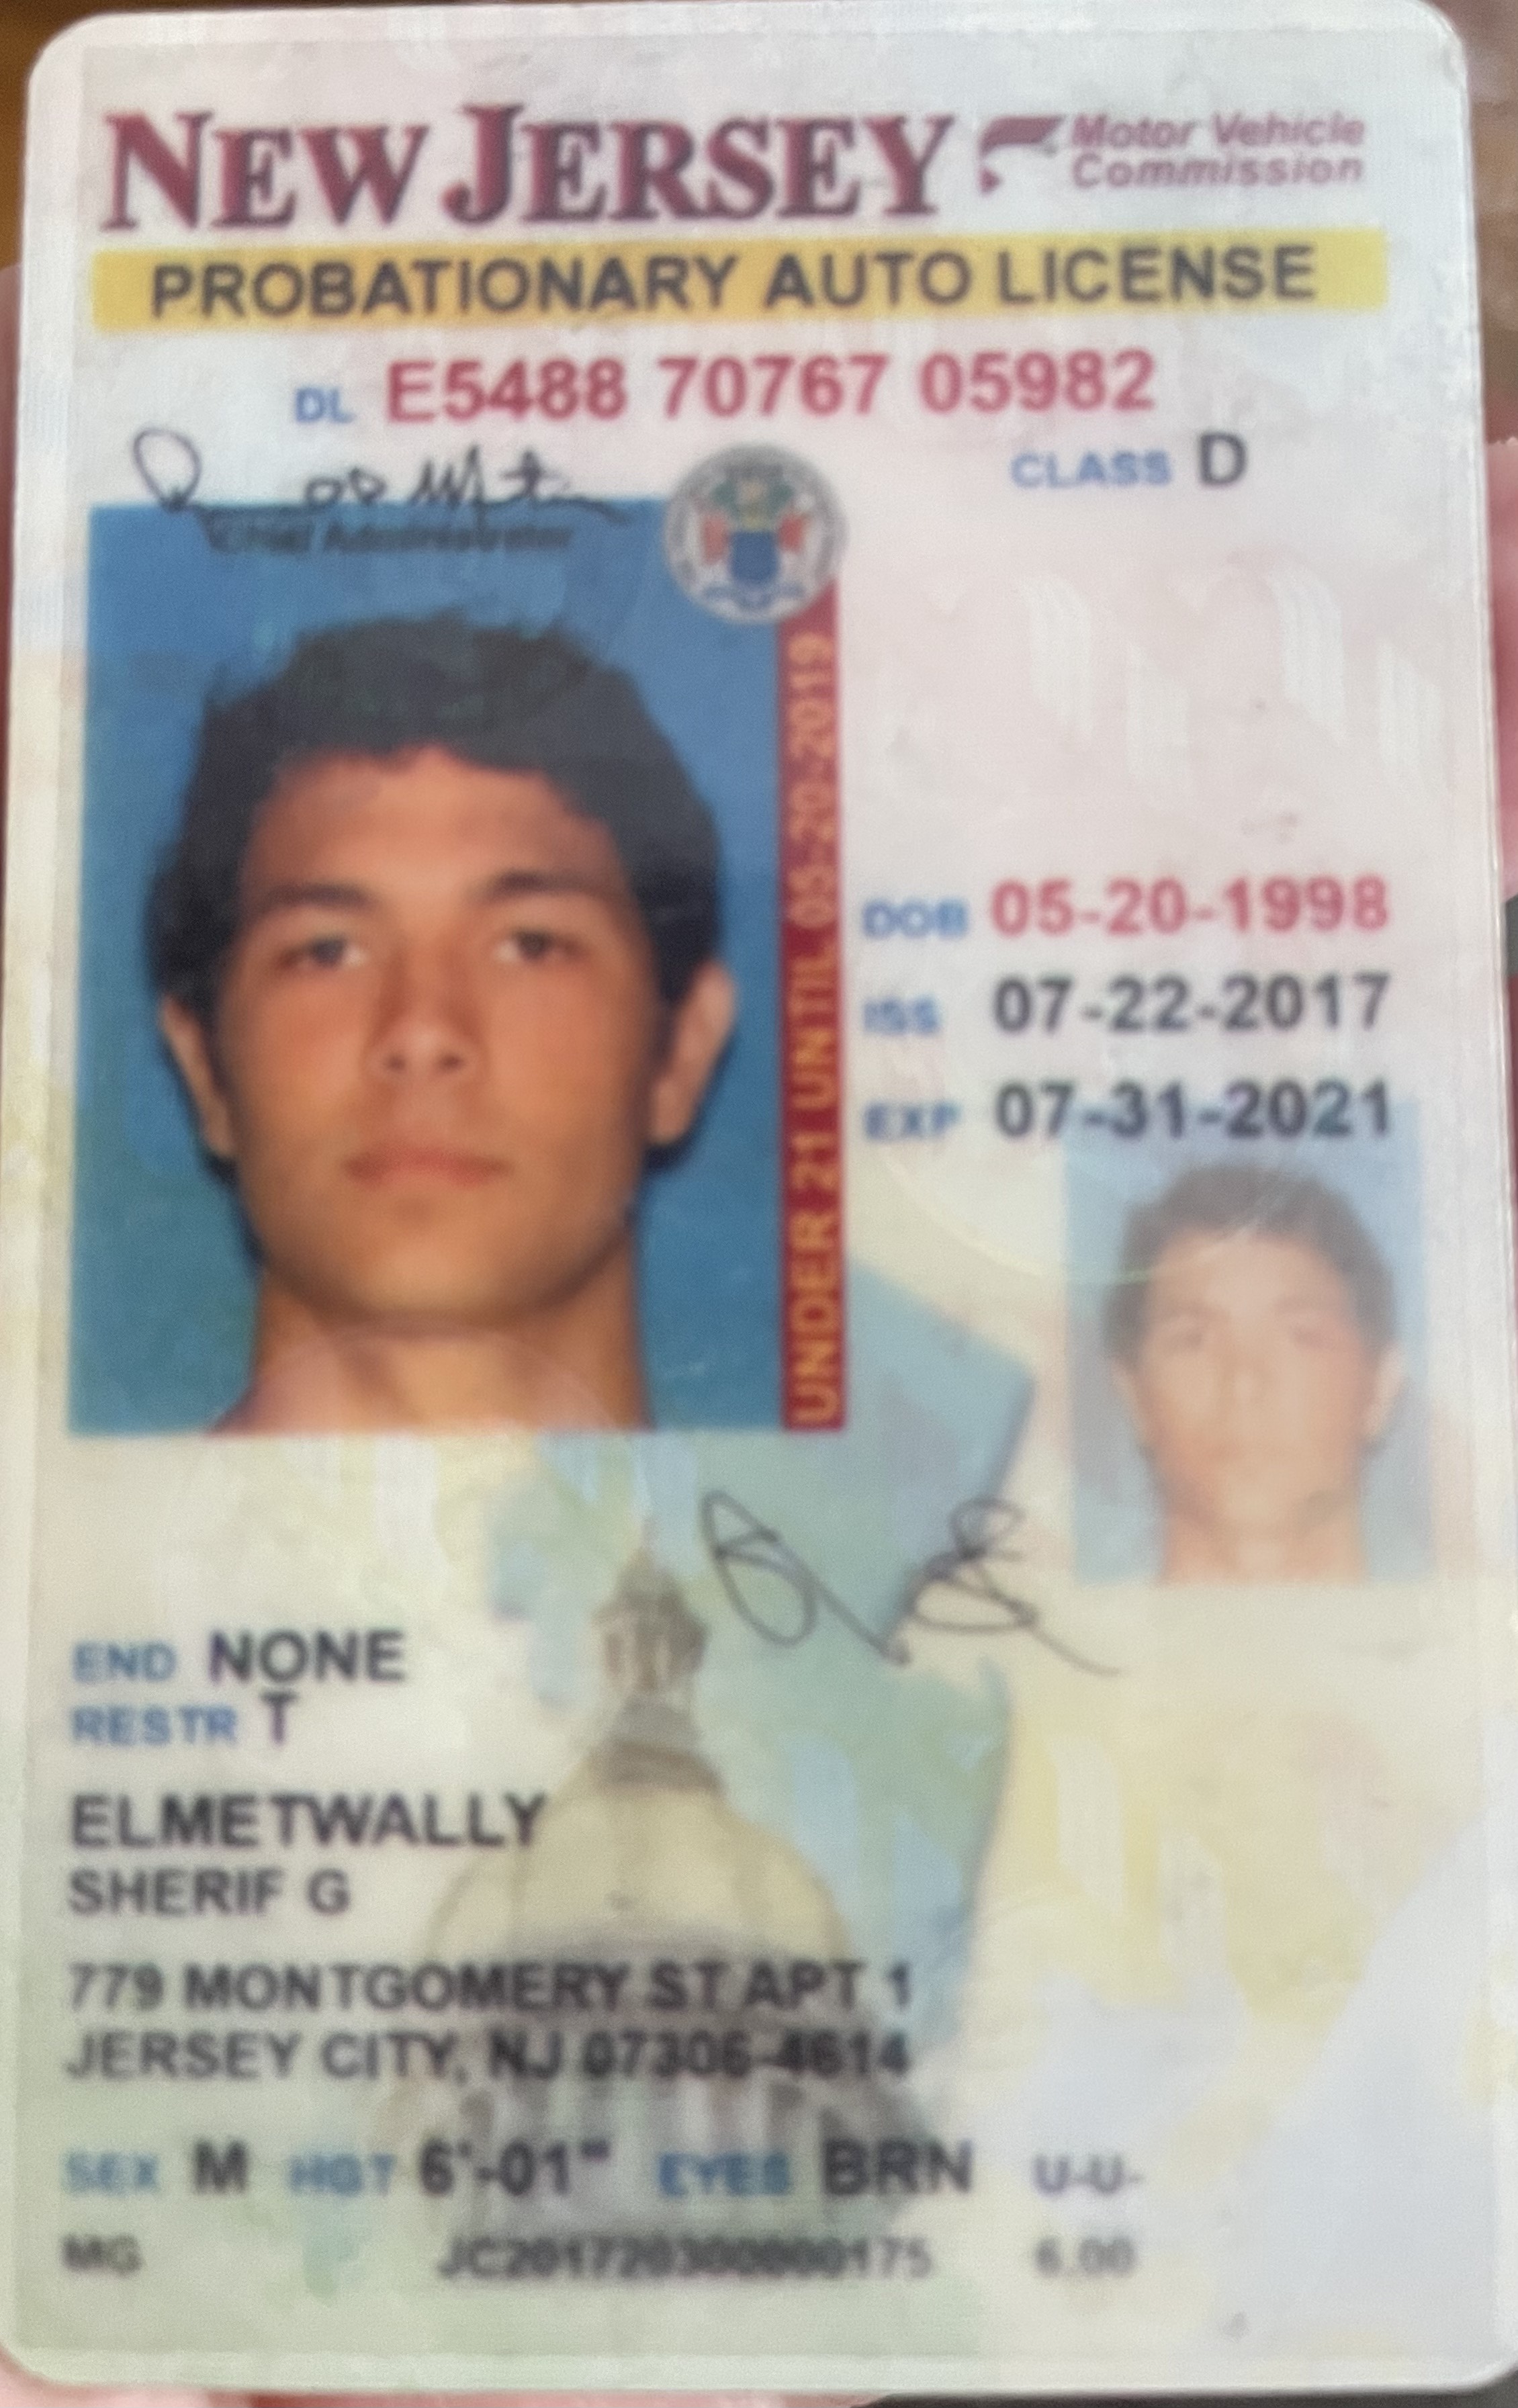 NEW JERSEY Motor Vehicle Commission
PROBATIONARY AUTO LICENSE
DL E5488 70767 05982
CLASS D
Chief Administrator
UNDER 21 UNTIL 05-20-2019
DOB 05-20-1998
ISS 07-22-2017
EXP 07-31-2021
END NONE
RESTR T
ELMETWALLY
SHERIF G
779 MONTGOMERY ST APT 1
JERSEY CITY, NJ 07306-4614
SEX M HGT 6'-01" EYES BRN U-U-
MG JC201720300000175 6.00